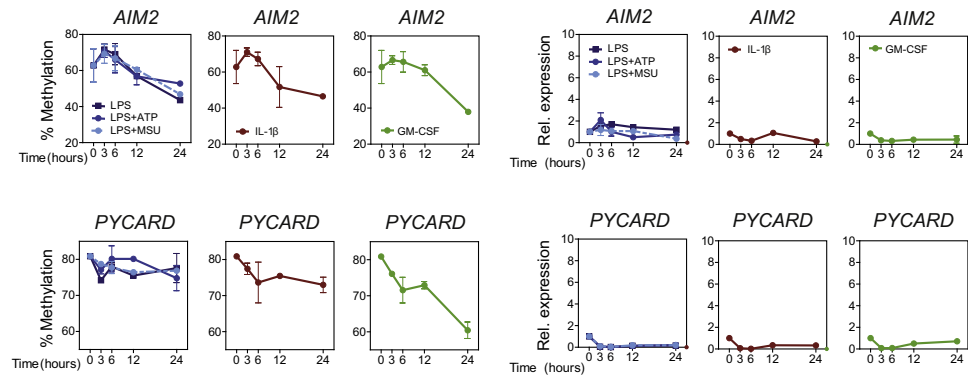 AIM2 AIM2 AIM2 AIM2 AIM2 AIM2
80 80 80 10 10 10
% Methylation 60 60 60 Rel. expression 8 8 8
LPS LPS+ATP LPS+MSU IL-1β GM-CSF
40 40 40 6 6 6
LPS LPS+ATP LPS+MSU IL-1β GM-CSF 4 4 4
20 20 20 2 2 2
0 0 0
Time(hours) 0 3 6 12 24 0 3 6 12 24 0 3 6 12 24 Time (hours) 0 3 6 12 24 0 3 6 12 24 0 3 6 12 24
PYCARD PYCARD PYCARD PYCARD PYCARD PYCARD
% Methylation 80 80 80 Rel. expression 10 10 10
8 8 8
70 70 70 6 6 6
4 4 4
60 60 60 2 2 2
0 0 0
Time(hours) 0 3 6 12 24 0 3 6 12 24 0 3 6 12 24 Time (hours) 0 3 6 12 24 0 3 6 12 24 0 3 6 12 24